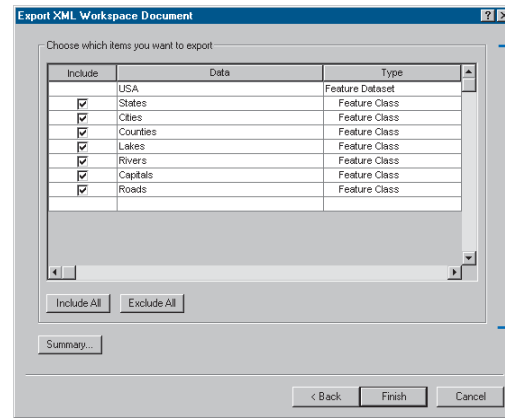 Export XML Workspace Document
Choose which items you want to export
Include Data Type
USA Feature Dataset
States Feature Class
Cities Feature Class
Counties Feature Class
Lakes Feature Class
Rivers Feature Class
Capitals Feature Class
Roads Feature Class
Include All Exclude All
Summary...
< Back Finish Cancel